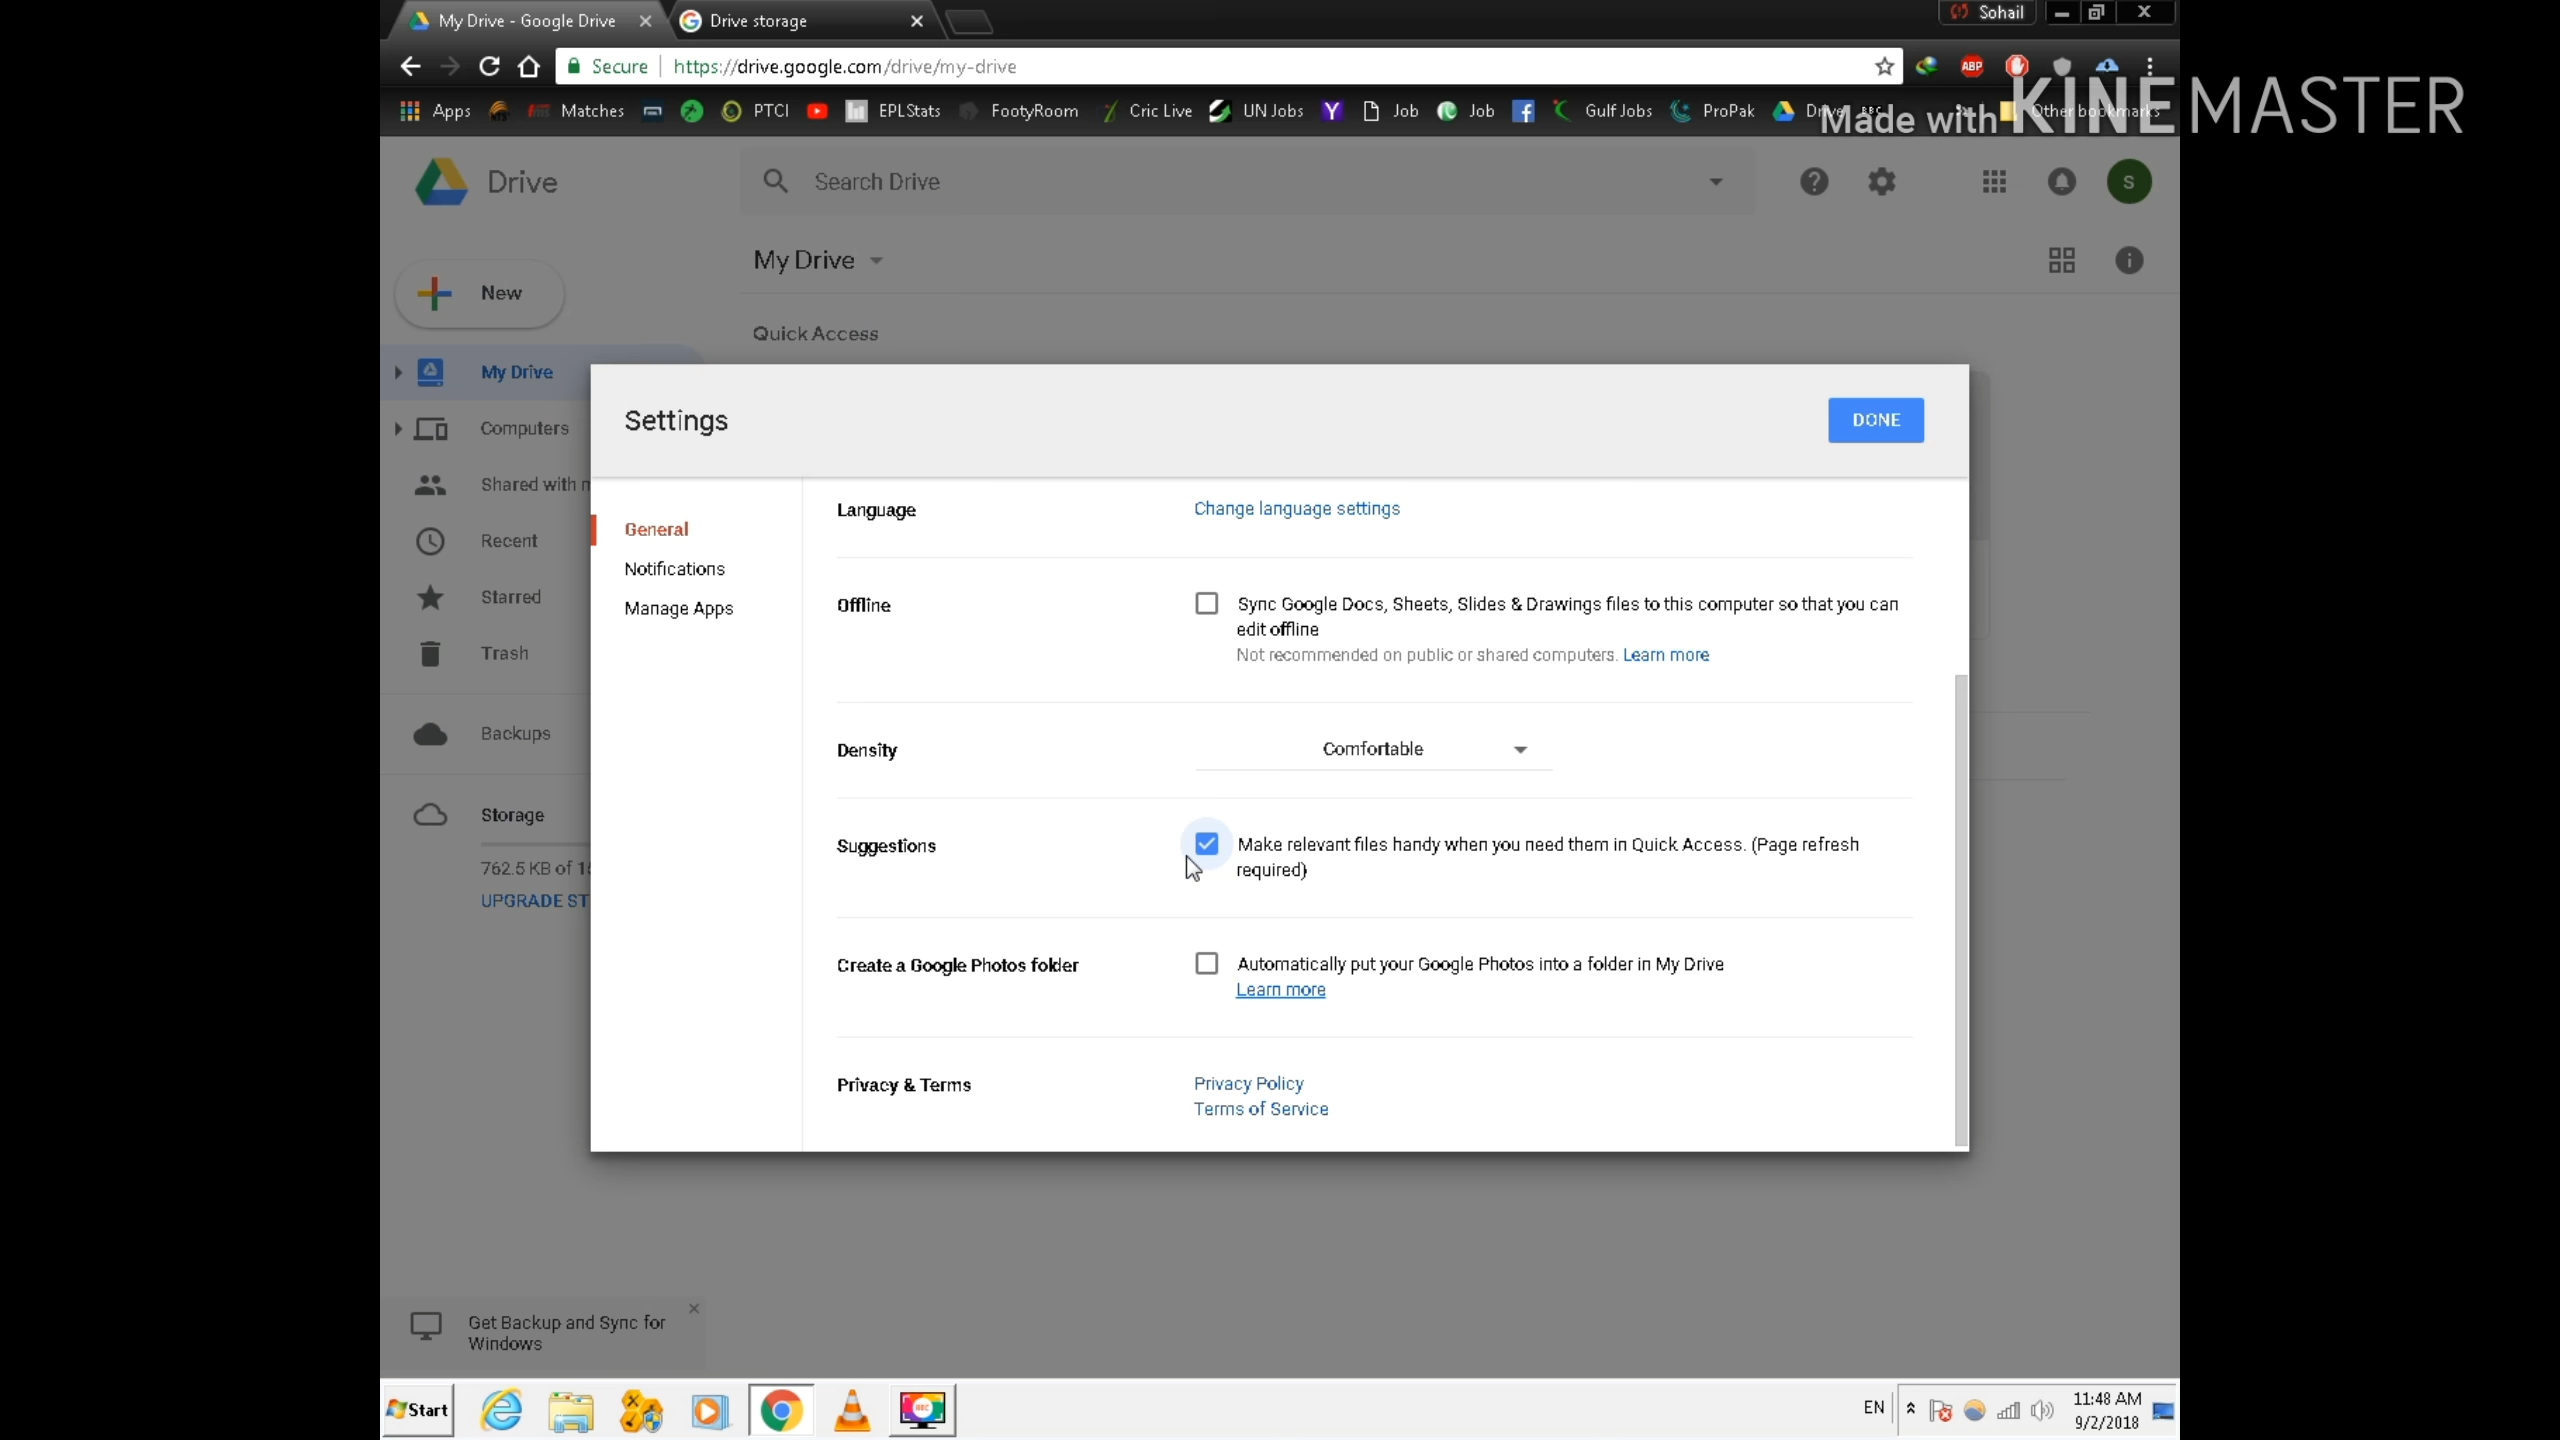 My Drive - Google Drive
Drive storage
Sohail
Secure
https://drive.google.com/drive/my-drive
ABP
Apps
Matches
PTCI
EPLStats
FootyRoom
Cric Live
UN Jobs
Job
Job
Gulf Jobs
ProPak
Drive
Other bookmarks
Made with KINEMASTER
Drive
Search Drive
S
My Drive
New
Quick Access
My Drive
Computers
Shared with
Recent
Starred
Trash
Backups
Storage
762.5 KB of
UPGRADE
Settings
DONE
General
Notifications
Manage Apps
Language
Change language settings
Offline
Sync Google Docs, Sheets, Slides & Drawings files to this computer so that you can
edit offline
Not recommended on public or shared computers. Learn more
Density
Comfortable
Suggestions
Make relevant files handy when you need them in Quick Access. (Page refresh
required)
Create a Google Photos folder
Automatically put your Google Photos into a folder in My Drive
Learn more
Privacy & Terms
Privacy Policy
Terms of Service
Get Backup and Sync for
Windows
Start
EN
11:48 AM
9/2/2018